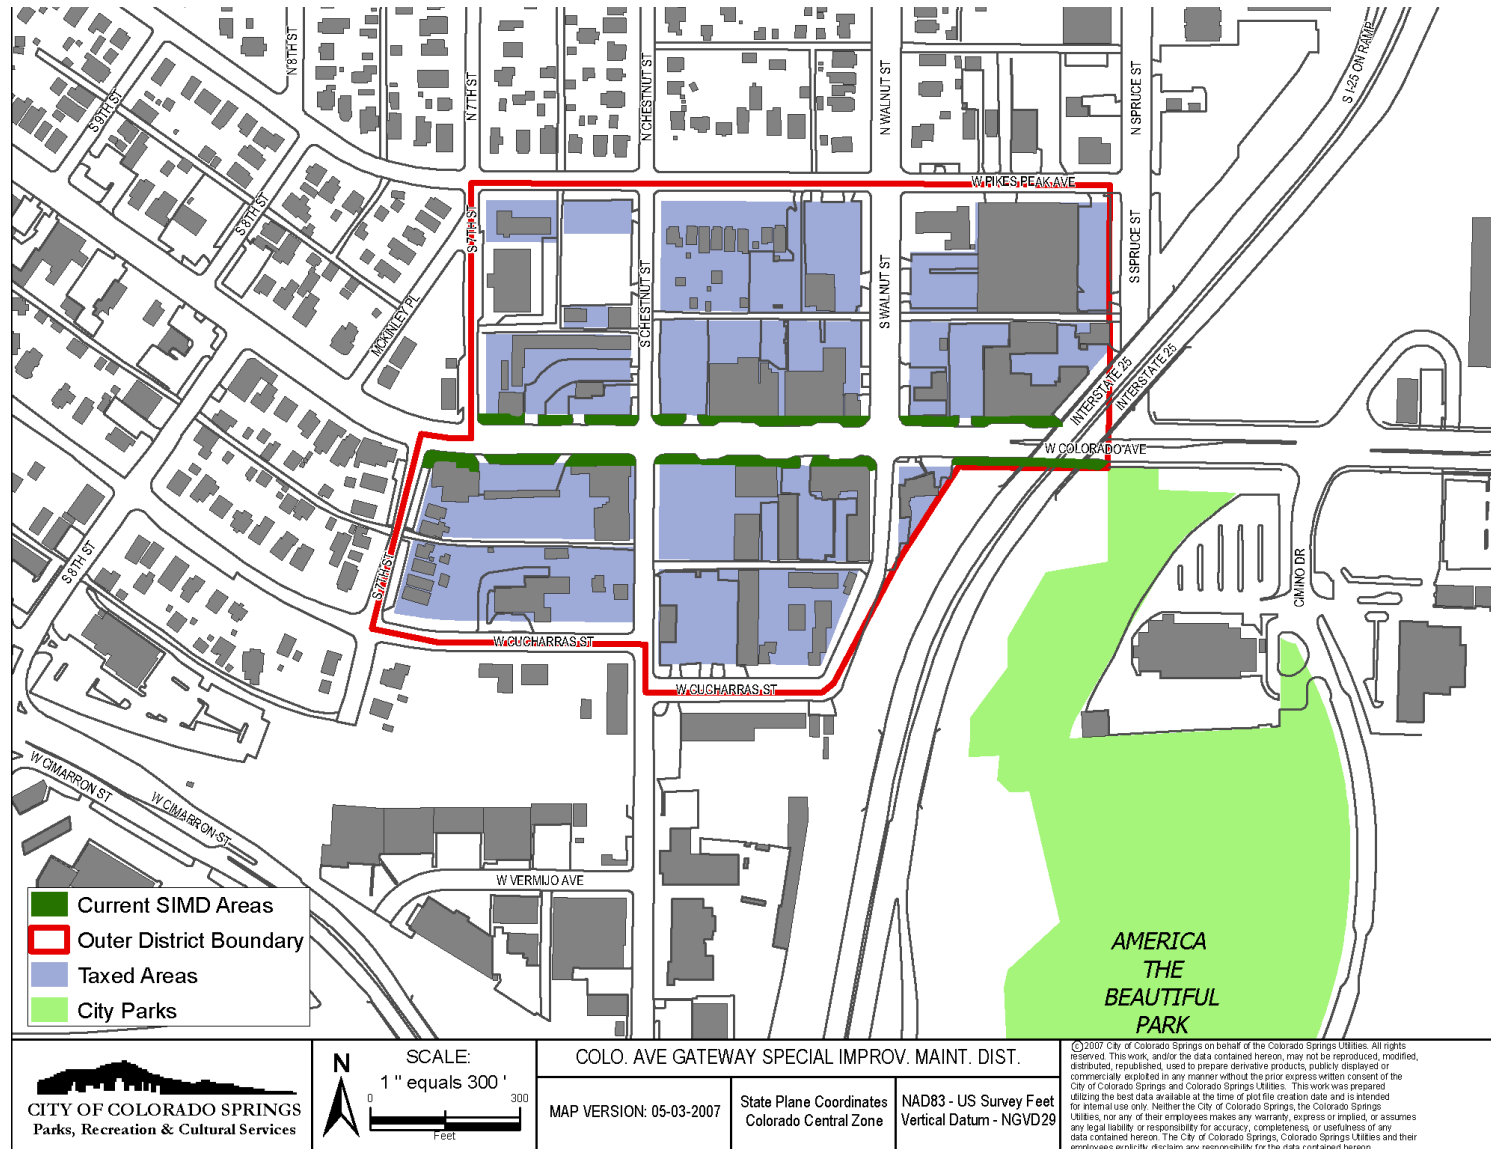 N 8TH ST
N 7TH ST
N CHESTNUT ST
N WALNUT ST
N SPRUCE ST
S I-25 ON RAMP
S 9TH ST
S 8TH ST
W PIKES PEAK AVE
S 7TH ST
S CHESTNUT ST
S WALNUT ST
S SPRUCE ST
MCKINLEY PL
INTERSTATE 25
INTERSTATE 25
W COLORADO AVE
S 8TH ST
S 7TH ST
CIMINO DR
W CUCHARRAS ST
W CUCHARRAS ST
W CIMARRON ST
W CIMARRON ST
W VERMIJO AVE
AMERICA
THE
BEAUTIFUL
PARK
Current SIMD Areas
Outer District Boundary
Taxed Areas
City Parks
CITY OF COLORADO SPRINGS
Parks, Recreation & Cultural Services
N
SCALE:
1 " equals 300 '
0 300
Feet
COLO. AVE GATEWAY SPECIAL IMPROV. MAINT. DIST.
MAP VERSION: 05-03-2007
State Plane Coordinates
Colorado Central Zone
NAD83 - US Survey Feet
Vertical Datum - NGVD29
©2007 City of Colorado Springs on behalf of the Colorado Springs Utilities. All rights
reserved. This work, and/or the data contained hereon, may not be reproduced, modified,
distributed, republished, used to prepare derivative products, publicly displayed or
commercially exploited in any manner without the prior express written consent of the
City of Colorado Springs and Colorado Springs Utilities. This work was prepared
utilizing the best data available at the time of plot file creation date and is intended
for internal use only. Neither the City of Colorado Springs, the Colorado Springs
Utilities, nor any of their employees makes any warranty, express or implied, or assumes
any legal liability or responsibility for accuracy, completeness, or usefulness of any
data contained hereon. The City of Colorado Springs, Colorado Springs Utilities and their
employees explicitly disclaim any responsibility for the data contained hereon.